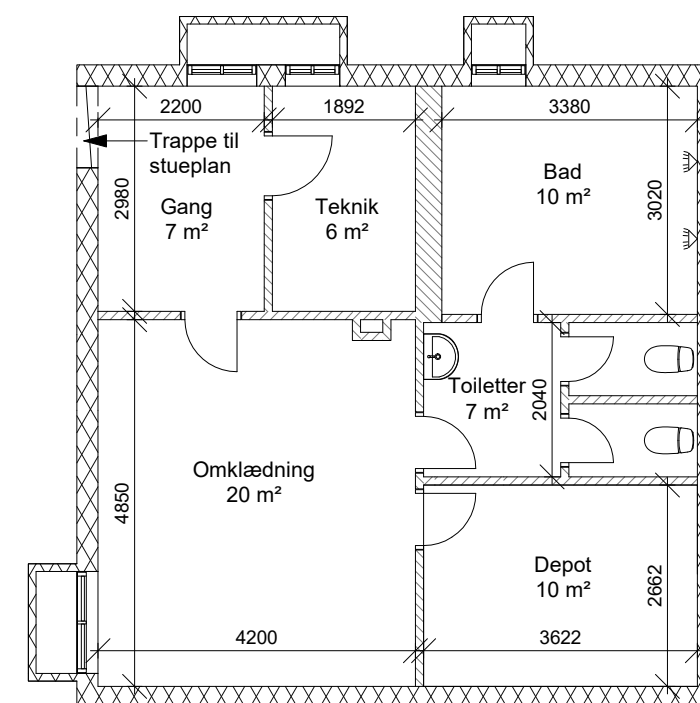 2200
1892
3380
Trappe til
stueplan
2980
Gang
7 m²
Teknik
6 m²
Bad
10 m²
3020
Toiletter
7 m²
2040
Omklædning
20 m²
4850
Depot
10 m²
2662
4200
3622